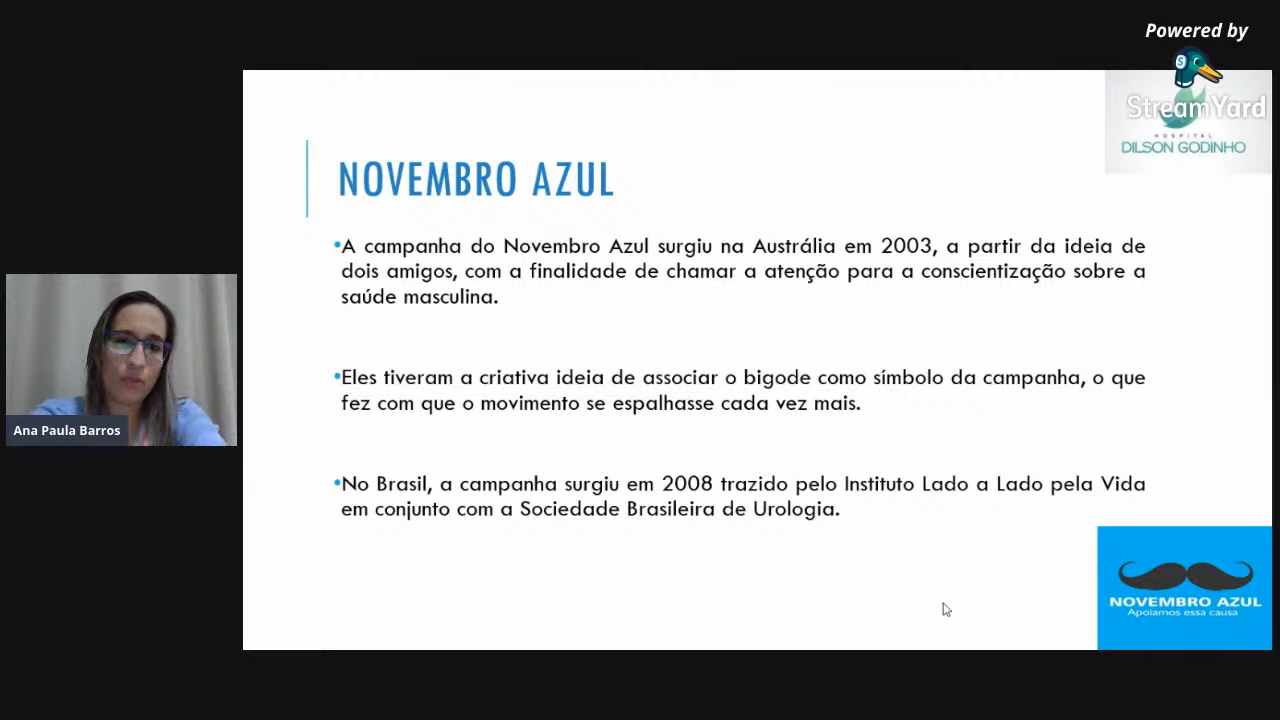 Powered by
StreamYard
HOSPITAL
DILSON GODINHO
NOVEMBRO AZUL
•A campanha do Novembro Azul surgiu na Austrália em 2003, a partir da ideia de
dois amigos, com a finalidade de chamar a atenção para a conscientização sobre a
saúde masculina.
•Eles tiveram a criativa ideia de associar o bigode como símbolo da campanha, o que
fez com que o movimento se espalhasse cada vez mais.
Ana Paula Barros
•No Brasil, a campanha surgiu em 2008 trazido pelo Instituto Lado a Lado pela Vida
em conjunto com a Sociedade Brasileira de Urologia.
NOVEMBRO AZUL
Apoiamos essa causa